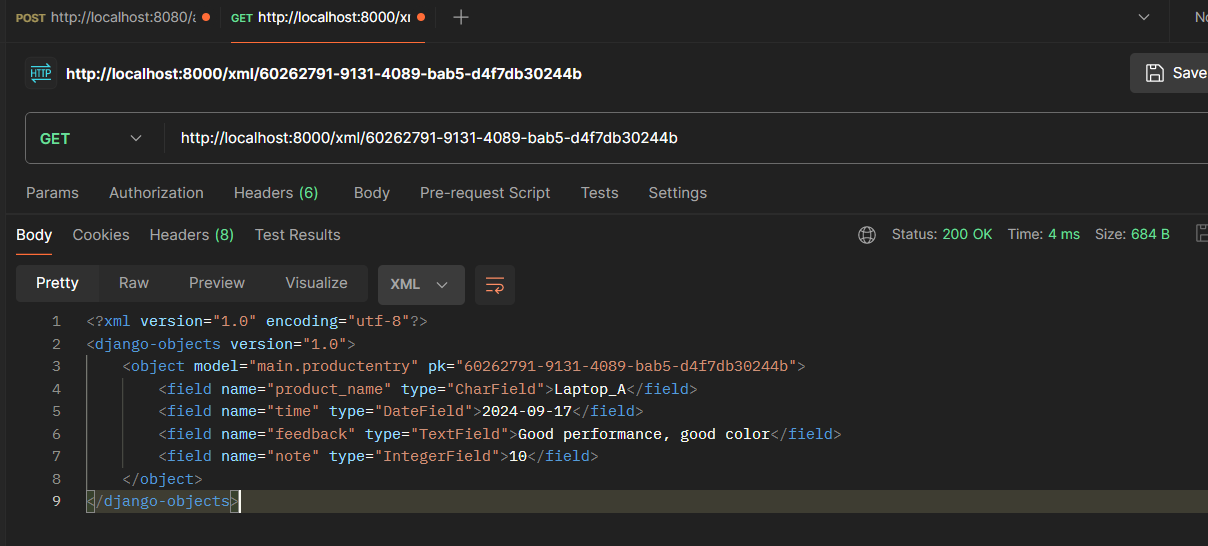 POST http://localhost:8080/a GET http://localhost:8000/xm
HTTP http://localhost:8000/xml/60262791-9131-4089-bab5-d4f7db30244b Save
GET http://localhost:8000/xml/60262791-9131-4089-bab5-d4f7db30244b
Params Authorization Headers (6) Body Pre-request Script Tests Settings
Body Cookies Headers (8) Test Results Status: 200 OK Time: 4 ms Size: 684 B
Pretty Raw Preview Visualize XML
1 <?xml version="1.0" encoding="utf-8"?>
2 <django-objects version="1.0">
3 <object model="main.productentry" pk="60262791-9131-4089-bab5-d4f7db30244b">
4 <field name="product_name" type="CharField">Laptop_A</field>
5 <field name="time" type="DateField">2024-09-17</field>
6 <field name="feedback" type="TextField">Good performance, good color</field>
7 <field name="note" type="IntegerField">10</field>
8 </object>
9 </django-objects>